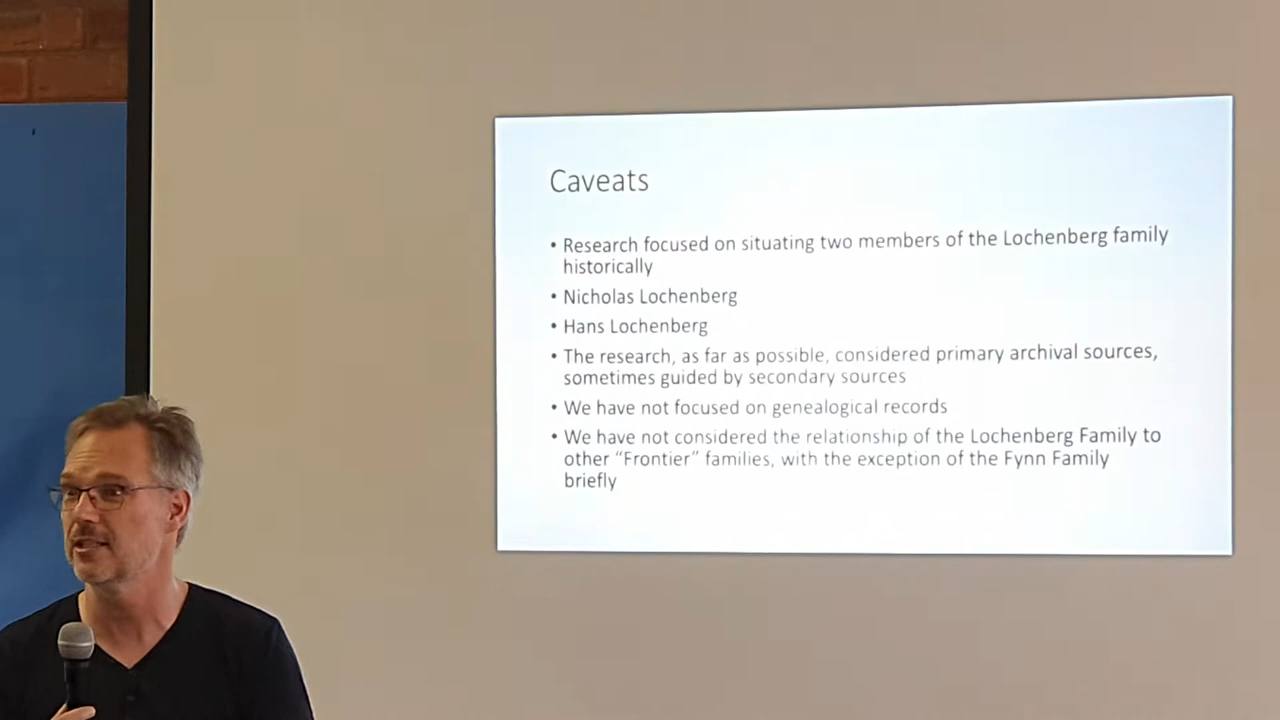 Caveats
• Research focused on situating two members of the Lochenberg family
historically
• Nicholas Lochenberg
• Hans Lochenberg
• The research, as far as possible, considered primary archival sources,
sometimes guided by secondary sources
• We have not focused on genealogical records
• We have not considered the relationship of the Lochenberg Family to
other “Frontier” families, with the exception of the Fynn Family
briefly